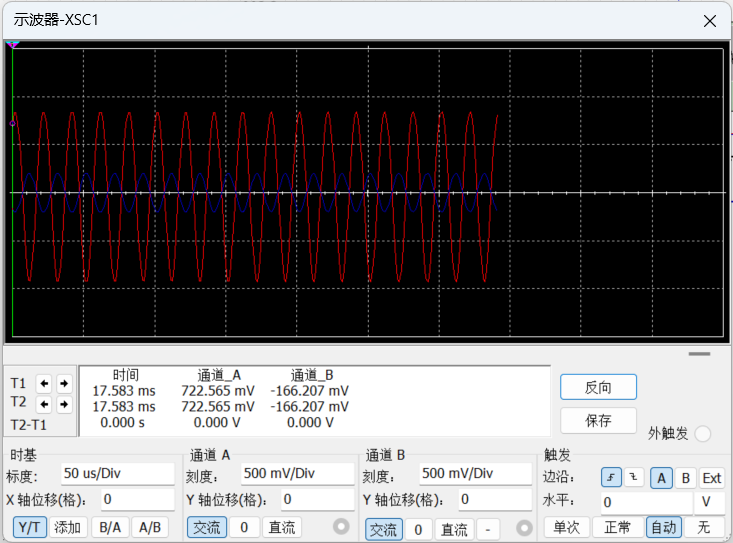 示波器-XSC1
时间 通道_A 通道_B
T1 17.583 ms 722.565 mV -166.207 mV
T2 17.583 ms 722.565 mV -166.207 mV
T2-T1 0.000 s 0.000 V 0.000 V
反向
保存
外触发
时基
标度： 50 us/Div
X 轴位移(格)： 0
Y/T 添加 B/A A/B
通道 A
刻度： 500 mV/Div
Y 轴位移(格)： 0
交流 0 直流
通道 B
刻度： 500 mV/Div
Y 轴位移(格)： 0
交流 0 直流 -
触发
边沿： A B Ext
水平： 0 V
单次 正常 自动 无